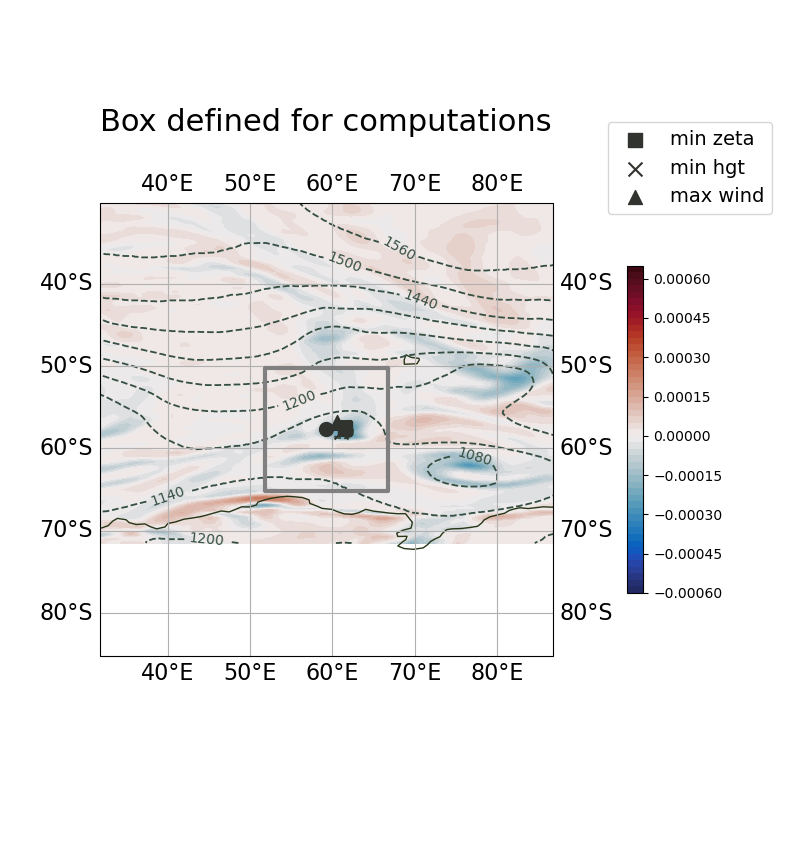 Box defined for computations
min zeta
min hgt
max wind
40°E 50°E 60°E 70°E 80°E
1560
1500
1440
40°S 40°S
50°S 50°S
1200
60°S 60°S
1080
1140
70°S 70°S
1200
80°S 80°S
40°E 50°E 60°E 70°E 80°E
0.00060
0.00045
0.00030
0.00015
0.00000
−0.00015
−0.00030
−0.00045
−0.00060